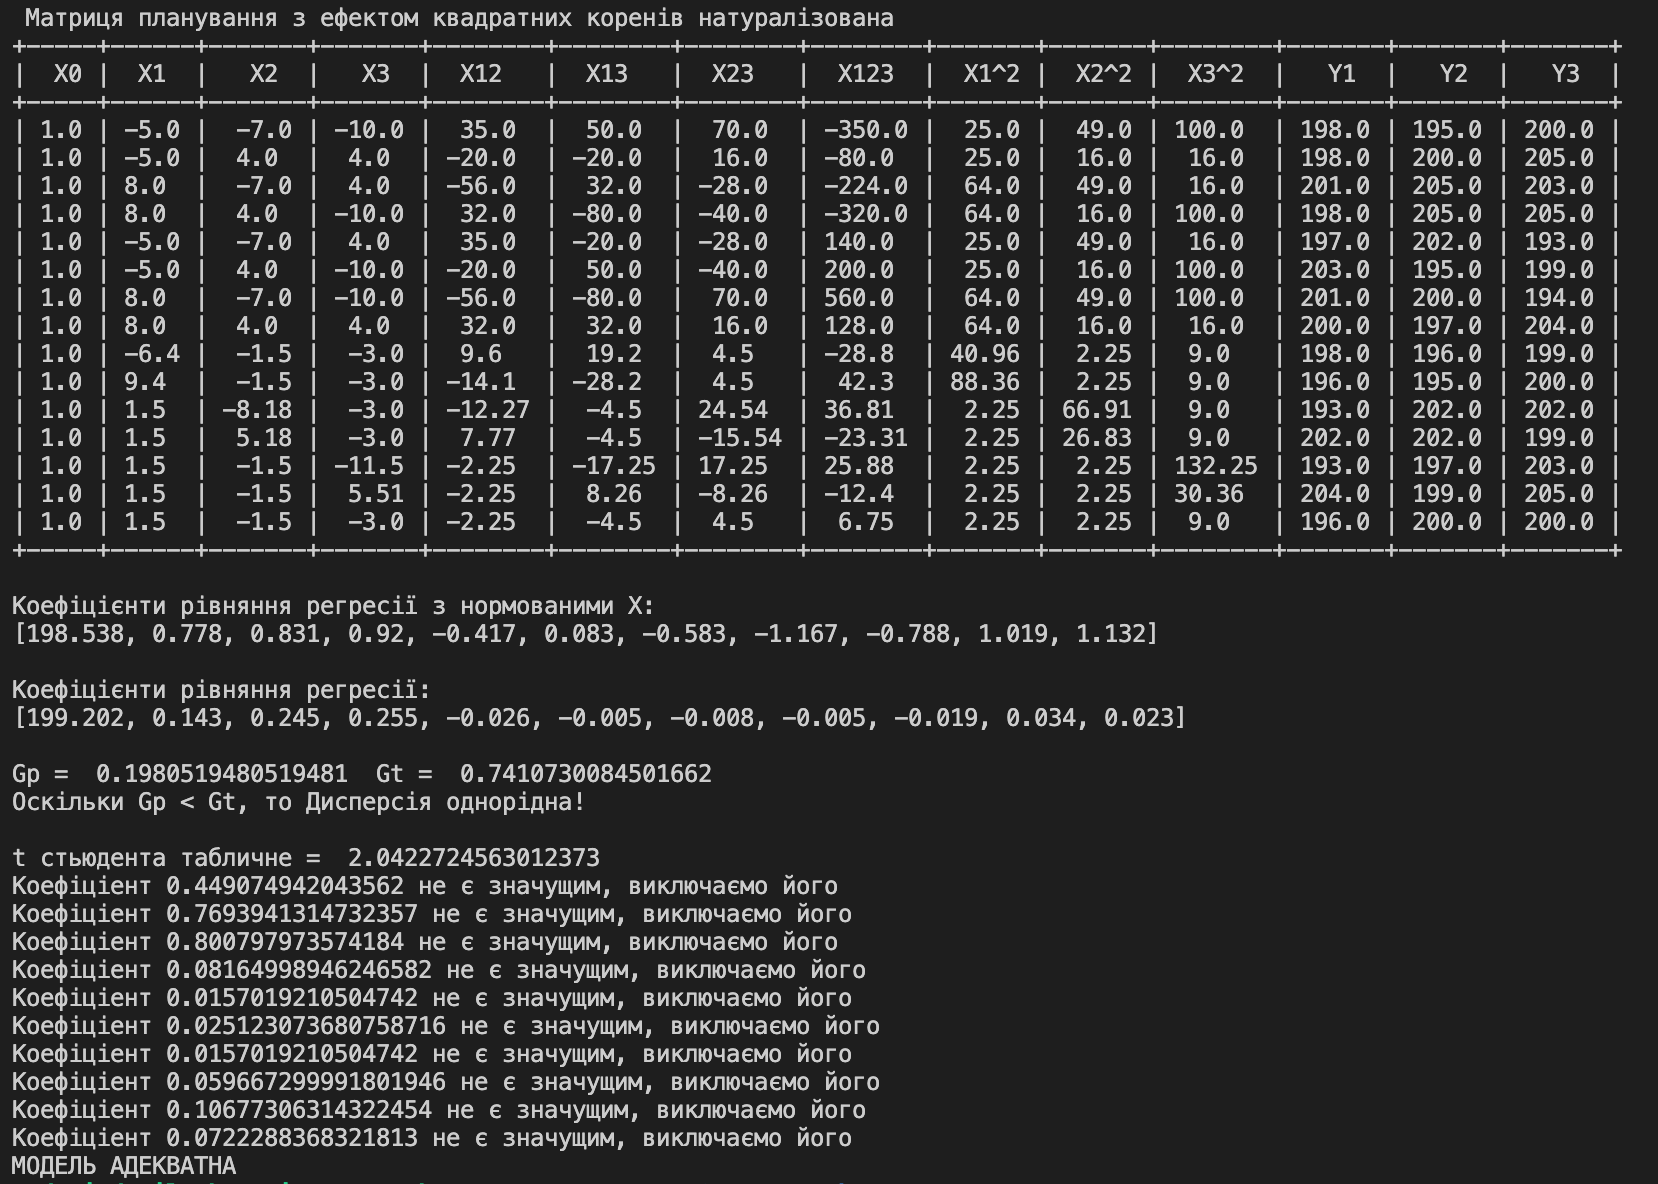 Матриця планування з ефектом квадратних коренів натуралізована
+-----+------+-------+-------+-------+--------+--------+--------+-------+-------+--------+-------+-------+-------+
| X0 | X1 | X2 | X3 | X12 | X13 | X23 | X123 | X1^2 | X2^2 | X3^2 | Y1 | Y2 | Y3 |
+-----+------+-------+-------+-------+--------+--------+--------+-------+-------+--------+-------+-------+-------+
| 1.0 | -5.0 | -7.0 | -10.0 | 35.0 | 50.0 | 70.0 | -350.0 | 25.0 | 49.0 | 100.0 | 198.0 | 195.0 | 200.0 |
| 1.0 | -5.0 | 4.0 | 4.0 | -20.0 | -20.0 | 16.0 | -80.0 | 25.0 | 16.0 | 16.0 | 198.0 | 200.0 | 205.0 |
| 1.0 | 8.0 | -7.0 | 4.0 | -56.0 | 32.0 | -28.0 | -224.0 | 64.0 | 49.0 | 16.0 | 201.0 | 205.0 | 203.0 |
| 1.0 | 8.0 | 4.0 | -10.0 | 32.0 | -80.0 | -40.0 | -320.0 | 64.0 | 16.0 | 100.0 | 198.0 | 205.0 | 205.0 |
| 1.0 | -5.0 | -7.0 | 4.0 | 35.0 | -20.0 | -28.0 | 140.0 | 25.0 | 49.0 | 16.0 | 197.0 | 202.0 | 193.0 |
| 1.0 | -5.0 | 4.0 | -10.0 | -20.0 | 50.0 | -40.0 | 200.0 | 25.0 | 16.0 | 100.0 | 203.0 | 195.0 | 199.0 |
| 1.0 | 8.0 | -7.0 | -10.0 | -56.0 | -80.0 | 70.0 | 560.0 | 64.0 | 49.0 | 100.0 | 201.0 | 200.0 | 194.0 |
| 1.0 | 8.0 | 4.0 | 4.0 | 32.0 | 32.0 | 16.0 | 128.0 | 64.0 | 16.0 | 16.0 | 200.0 | 197.0 | 204.0 |
| 1.0 | -6.4 | -1.5 | -3.0 | 9.6 | 19.2 | 4.5 | -28.8 | 40.96 | 2.25 | 9.0 | 198.0 | 196.0 | 199.0 |
| 1.0 | 9.4 | -1.5 | -3.0 | -14.1 | -28.2 | 4.5 | 42.3 | 88.36 | 2.25 | 9.0 | 196.0 | 195.0 | 200.0 |
| 1.0 | 1.5 | -8.18 | -3.0 | -12.27 | -4.5 | 24.54 | 36.81 | 2.25 | 66.91 | 9.0 | 193.0 | 202.0 | 202.0 |
| 1.0 | 1.5 | 5.18 | -3.0 | 7.77 | -4.5 | -15.54 | -23.31 | 2.25 | 26.83 | 9.0 | 202.0 | 202.0 | 199.0 |
| 1.0 | 1.5 | -1.5 | -11.5 | -2.25 | -17.25 | 17.25 | 25.88 | 2.25 | 2.25 | 132.25 | 193.0 | 197.0 | 203.0 |
| 1.0 | 1.5 | -1.5 | 5.51 | -2.25 | 8.26 | -8.26 | -12.4 | 2.25 | 2.25 | 30.36 | 204.0 | 199.0 | 205.0 |
| 1.0 | 1.5 | -1.5 | -3.0 | -2.25 | -4.5 | 4.5 | 6.75 | 2.25 | 2.25 | 9.0 | 196.0 | 200.0 | 200.0 |
+-----+------+-------+-------+-------+--------+--------+--------+-------+-------+--------+-------+-------+-------+
Коефіцієнти рівняння регресії з нормованими X:
[198.538, 0.778, 0.831, 0.92, -0.417, 0.083, -0.583, -1.167, -0.788, 1.019, 1.132]
Коефіцієнти рівняння регресії:
[199.202, 0.143, 0.245, 0.255, -0.026, -0.005, -0.008, -0.005, -0.019, 0.034, 0.023]
Gp =  0.1980519480519481  Gt =  0.7410730084501662
Оскільки Gp < Gt, то Дисперсія однорідна!
t стьюдента табличне =  2.0422724563012373
Коефіціент 0.449074942043562 не є значущим, виключаємо його
Коефіціент 0.7693941314732357 не є значущим, виключаємо його
Коефіціент 0.800797973574184 не є значущим, виключаємо його
Коефіціент 0.08164998946246582 не є значущим, виключаємо його
Коефіціент 0.0157019210504742 не є значущим, виключаємо його
Коефіціент 0.025123073680758716 не є значущим, виключаємо його
Коефіціент 0.0157019210504742 не є значущим, виключаємо його
Коефіціент 0.059667299991801946 не є значущим, виключаємо його
Коефіціент 0.10677306314322454 не є значущим, виключаємо його
Коефіціент 0.0722288368321813 не є значущим, виключаємо його
МОДЕЛЬ АДЕКВАТНА